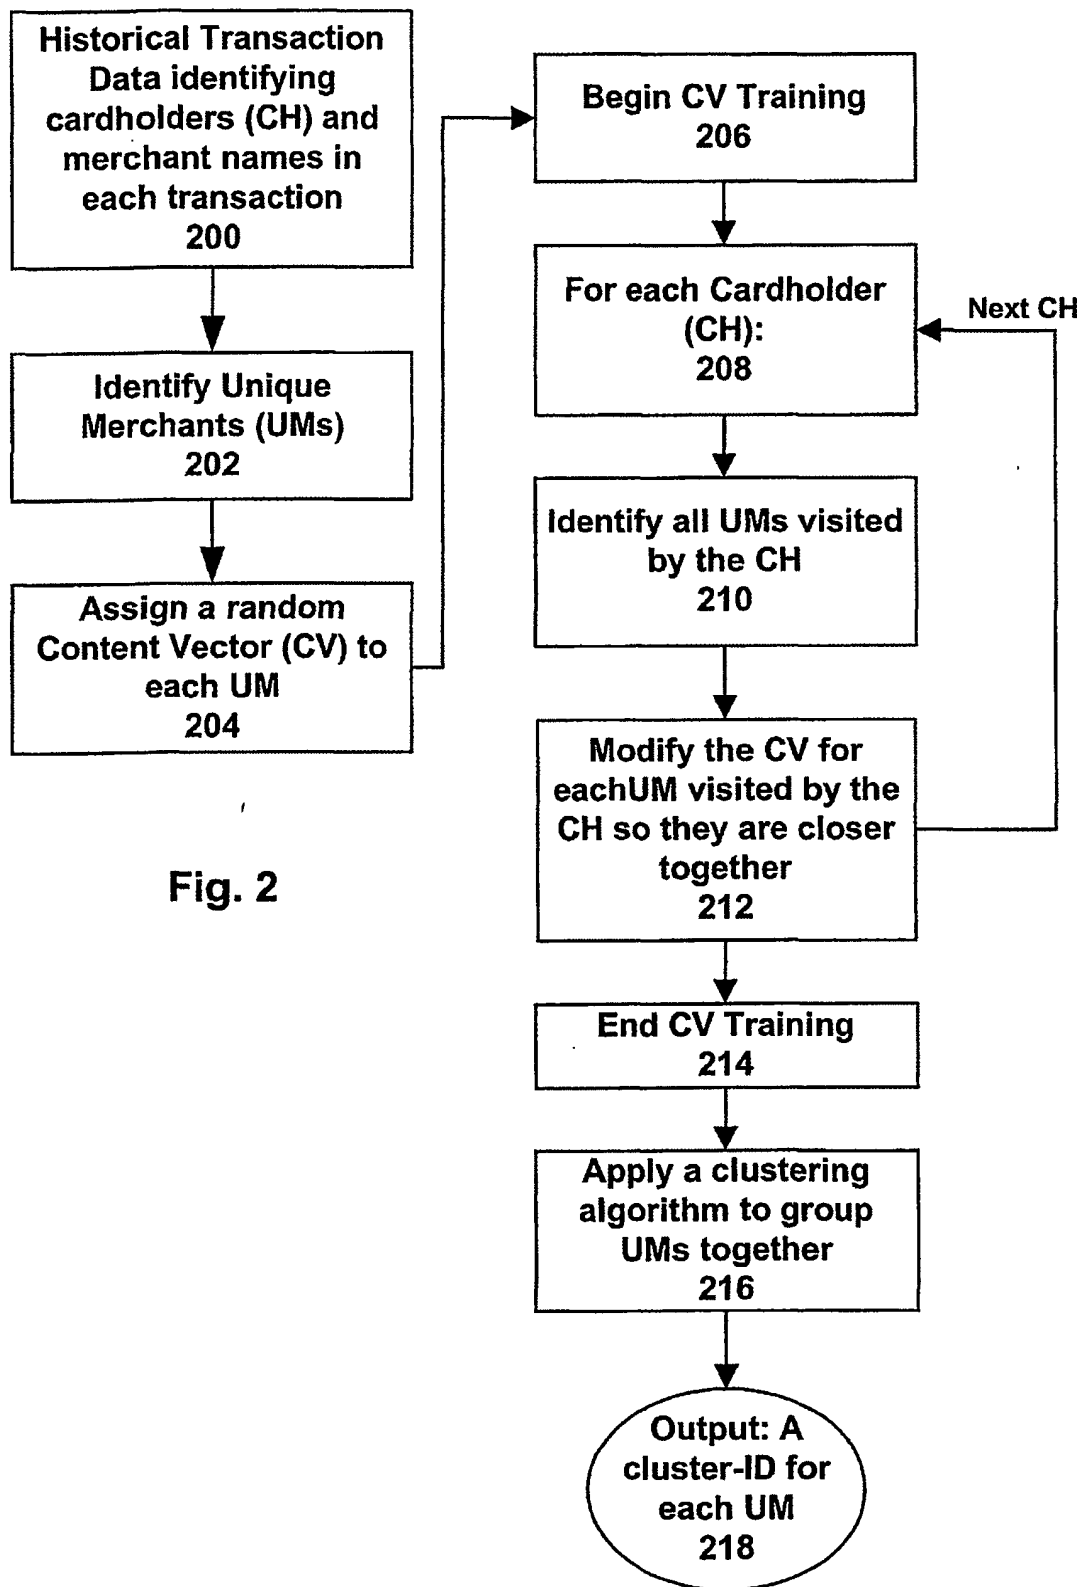 Historical Transaction
Data identifying
cardholders (CH) and
merchant names in
each transaction
200
Identify Unique
Merchants (UMs)
202
Assign a random
Content Vector (CV) to
each UM
204
Fig. 2
Begin CV Training
206
For each Cardholder
(CH):
208
Next CH
Identify all UMs visited
by the CH
210
Modify the CV for
eachUM visited by the
CH so they are closer
together
212
End CV Training
214
Apply a clustering
algorithm to group
UMs together
216
Output: A
cluster-ID for
each UM
218